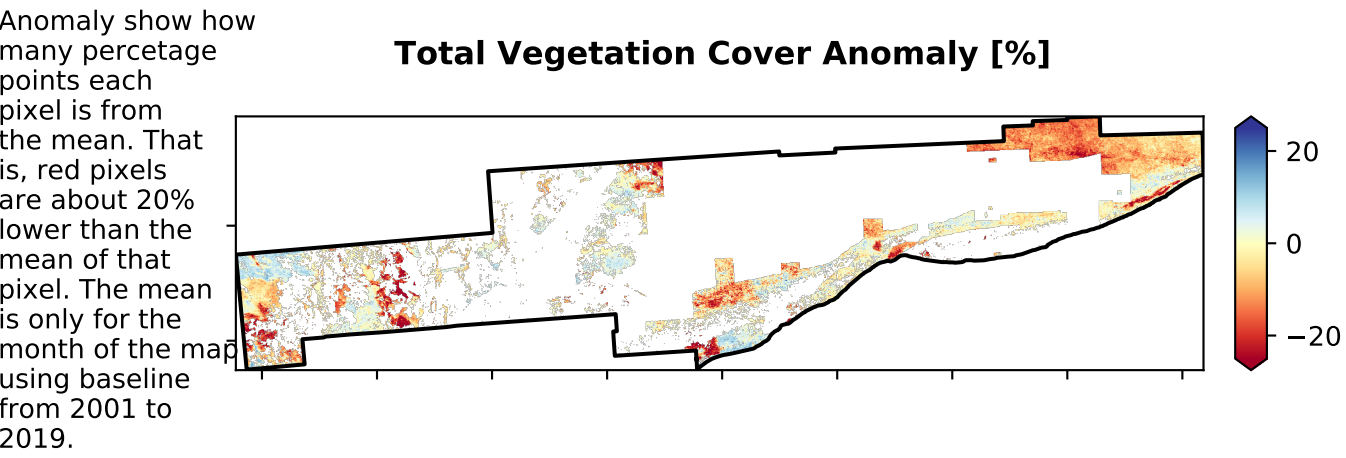 Anomaly show how
many percetage
points each
pixel is from
the mean. That
is, red pixels
are about 20%
lower than the
mean of that
pixel. The mean
is only for the
month of the map
using baseline
from 2001 to
2019.
Total Vegetation Cover Anomaly [%]
20
0
−20